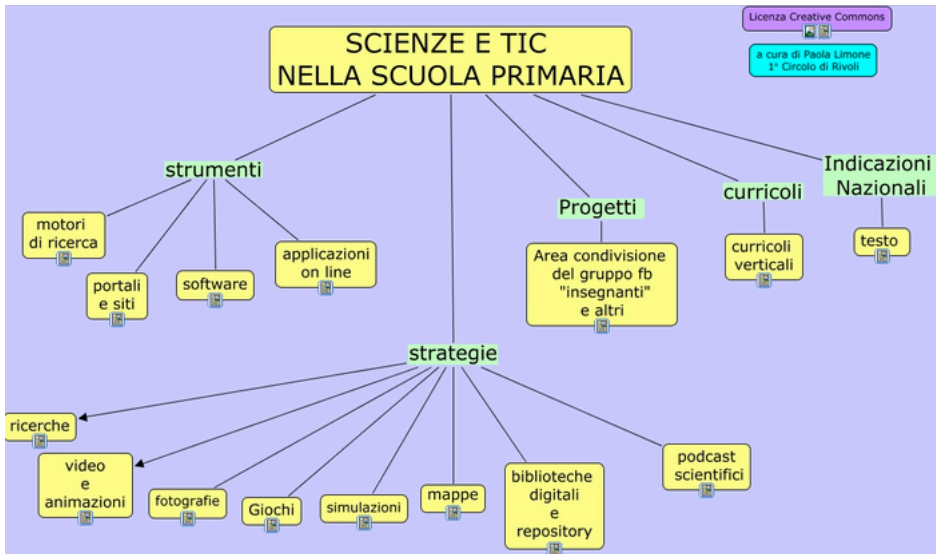 Licenza Creative Commons
a cura di Paola Limone
1° Circolo di Rivoli
SCIENZE E TIC
NELLA SCUOLA PRIMARIA
strumenti
motori
di ricerca
portali
e siti
software
applicazioni
on line
Progetti
Area condivisione
del gruppo fb
"insegnanti"
e altri
curricoli
curricoli
verticali
Indicazioni
Nazionali
testo
strategie
ricerche
video
e
animazioni
fotografie
Giochi
simulazioni
mappe
biblioteche
digitali
e
repository
podcast
scientifici